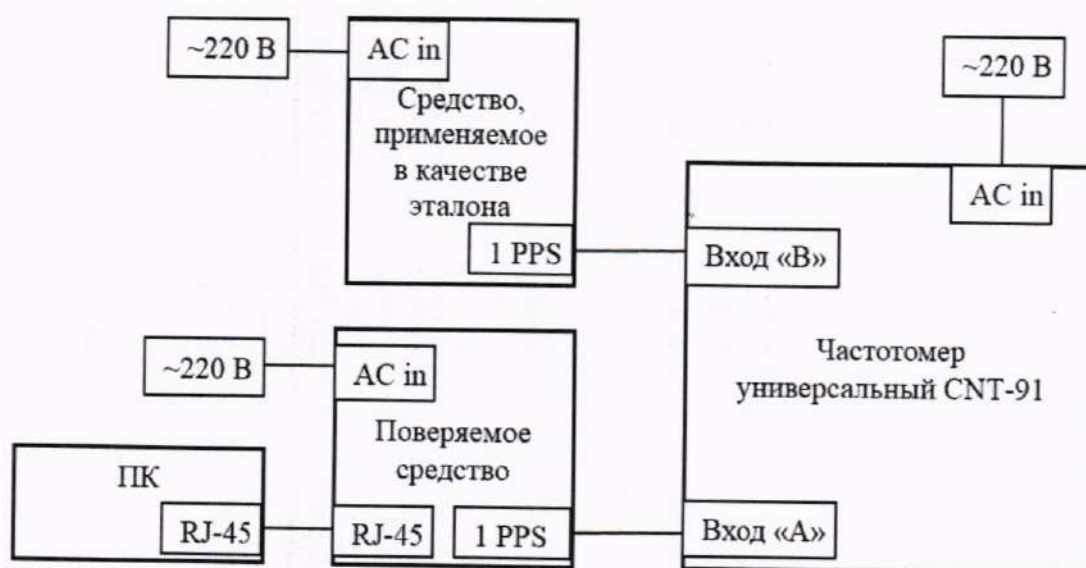 ~220 В
AC in
Средство,
применяемое
в качестве
эталона
1 PPS
~220 В
AC in
Вход «В»
Частотомер
универсальный CNT-91
Вход «А»
~220 В
AC in
Поверяемое
средство
RJ-45
1 PPS
ПК
RJ-45